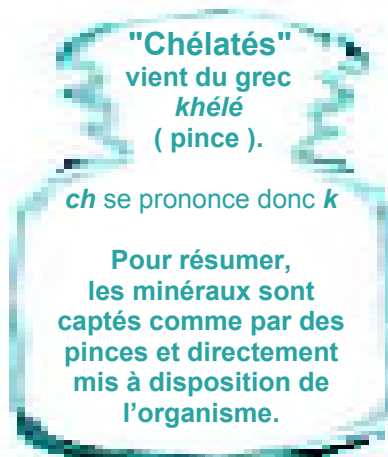 "Chélatés"
vient du grec
khélé
( pince ).
ch se prononce donc k
Pour résumer,
les minéraux sont
captés comme par des
pinces et directement
mis à disposition de
l’organisme.